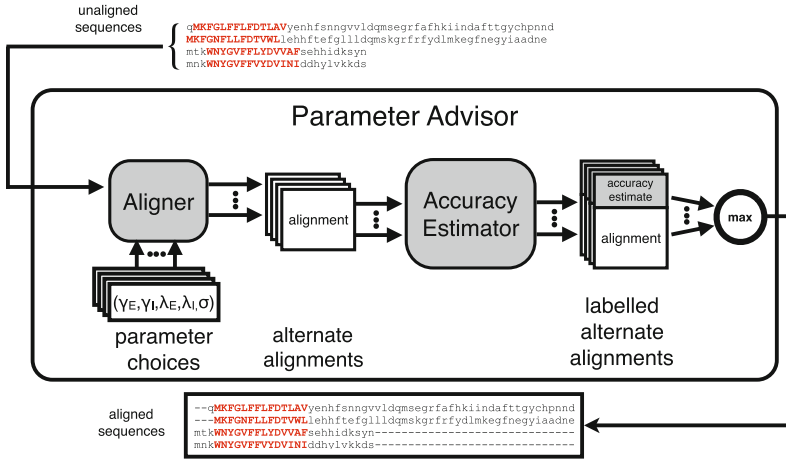 unaligned
sequences
qMKFGLFFLFDTLAVyenhfsnngvvldqmsegrfafhkiindafttgychpnnd
MKFGNFLLFDTVWLlehhftefgllldqmskgrfrfydlmkegfnegyiaadne
mtkWNYGVFFLYDVVAFsehhidksyn
mnkWNYGVFFVYDVINIddhylvkkds
Parameter Advisor
Aligner
alignment
Accuracy
Estimator
accuracy
estimate
alignment
max
(γE,γI,λE,λI,σ)
parameter
choices
alternate
alignments
labelled
alternate
alignments
aligned
sequences
--qMKFGLFFLFDTLAVyenhfsnngvvldqmsegrfafhkiindafttgychpnnd
---MKFGNFLLFDTVWLlehhftefgllldqmskgrfrfydlmkegfnegyiaadne
mtkWNYGVFFLYDVVAFsehhidksyn------------------------------
mnkWNYGVFFVYDVINIddhylvkkds------------------------------